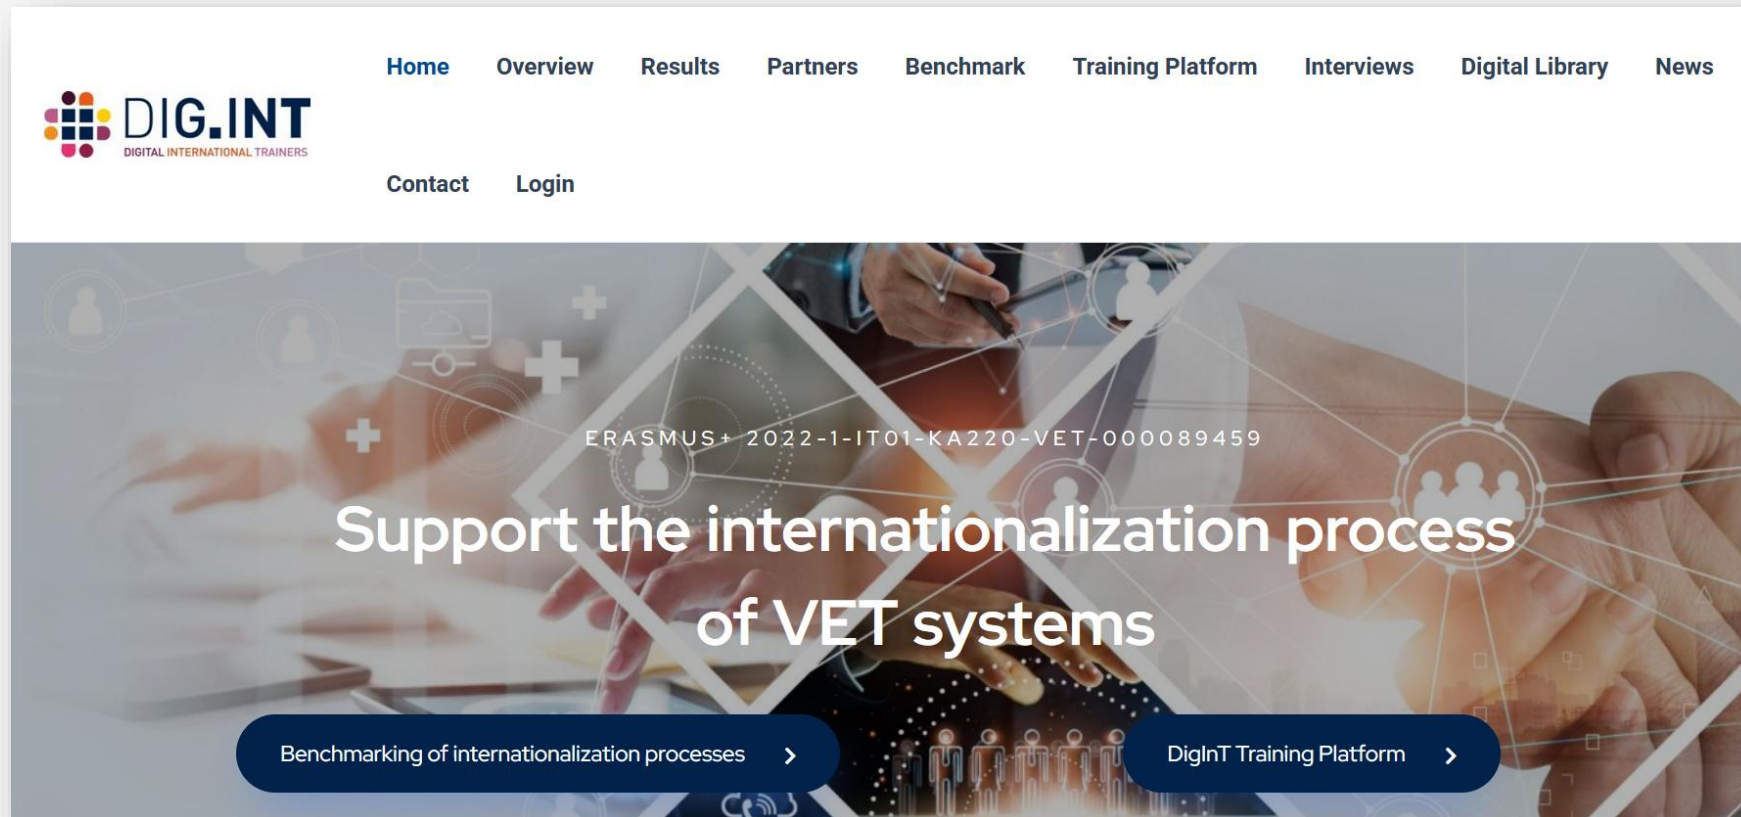 Home Overview Results Partners Benchmark Training Platform Interviews Digital Library News
DIG.INT
DIGITAL INTERNATIONAL TRAINERS
Contact Login
ERASMUS+ 2022-1-IT01-KA220-VET-000089459
Support the internationalization process
of VET systems
Benchmarking of internationalization processes
DigInT Training Platform